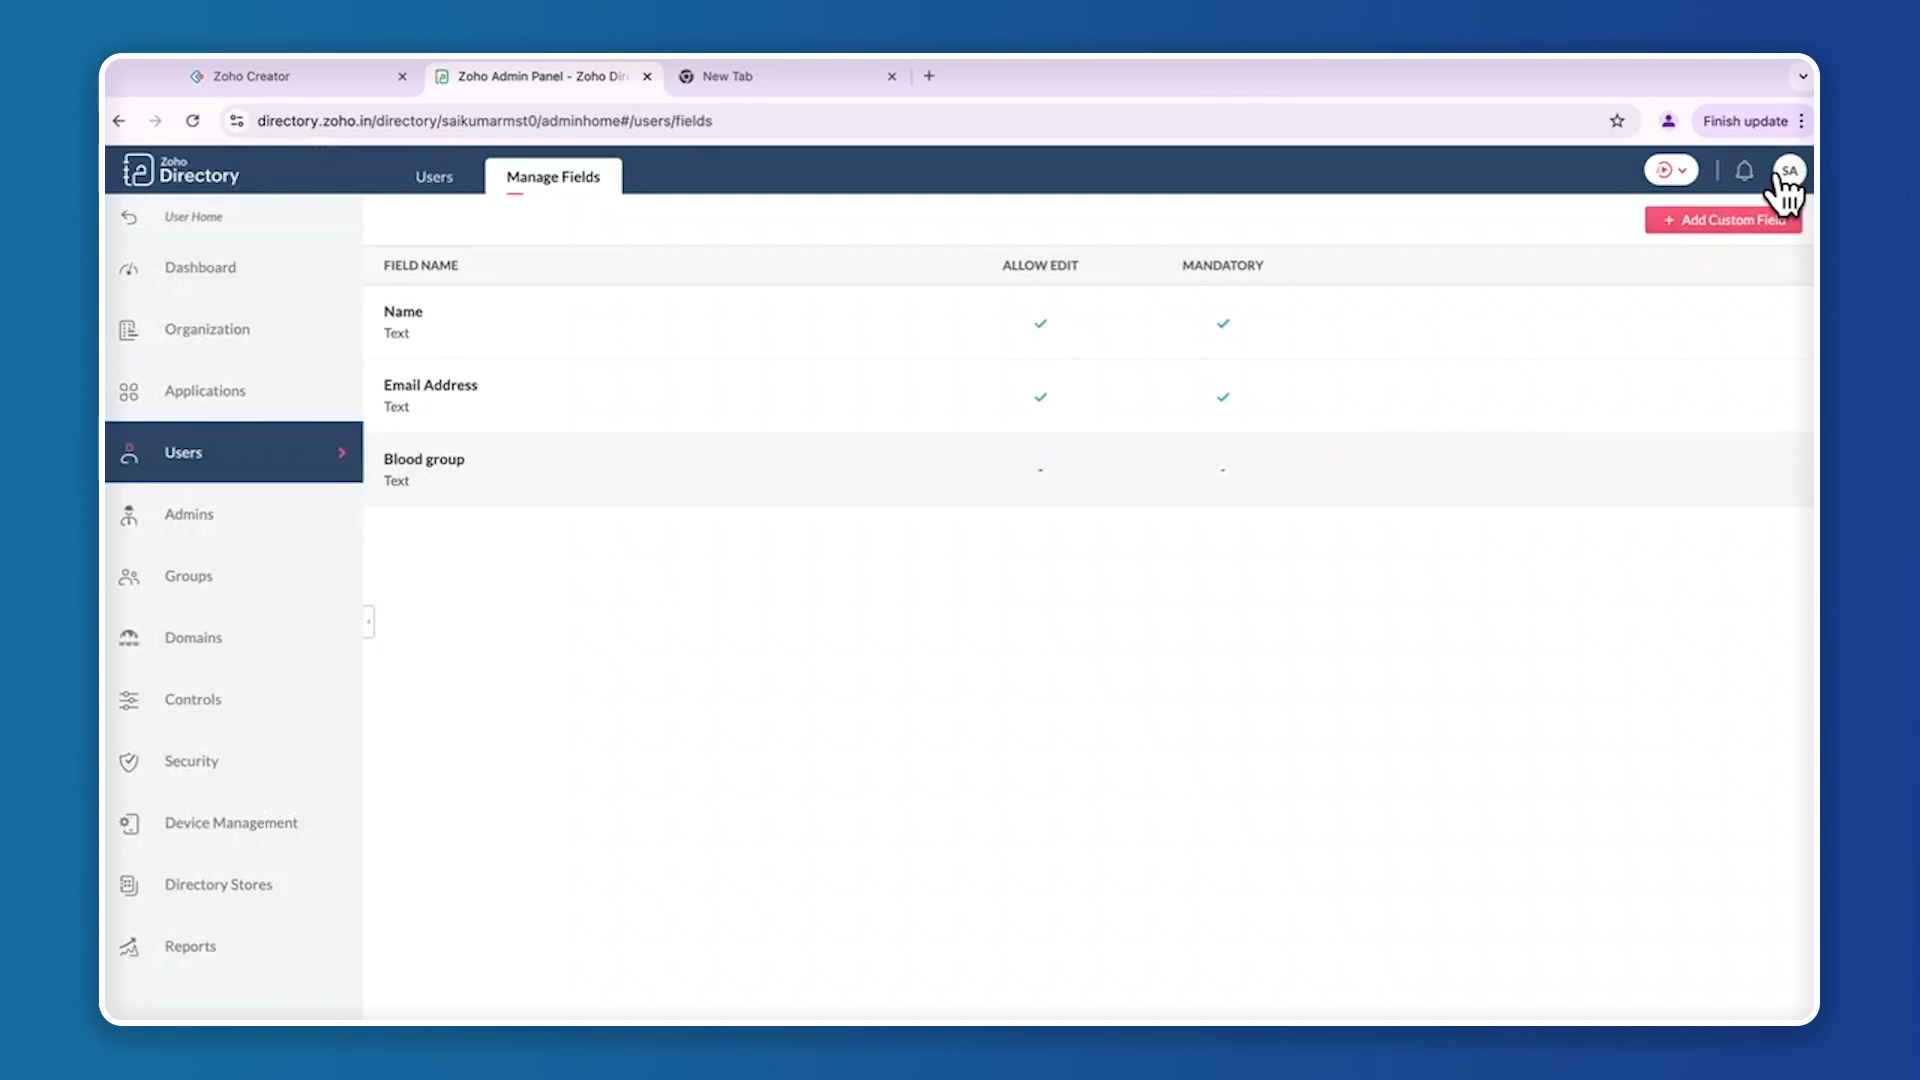 Zoho Creator
Zoho Admin Panel - Zoho Dir
New Tab
directory.zoho.in/directory/saikumarmst0/adminhome#/users/fields
Finish update
Zoho
Directory
Users
Manage Fields
SA
User Home
+ Add Custom Field
Dashboard
FIELD NAME
ALLOW EDIT
MANDATORY
Name
Text
Organization
Email Address
Text
Applications
Users
Blood group
Text
Admins
Groups
Domains
Controls
Security
Device Management
Directory Stores
Reports